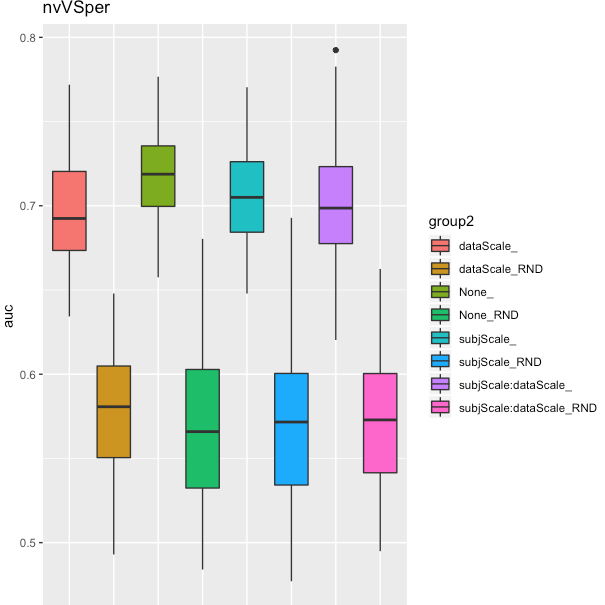 nvVSper
0.8
0.7
0.6
0.5
auc
group2
dataScale_
dataScale_RND
None_
None_RND
subjScale_
subjScale_RND
subjScale:dataScale_
subjScale:dataScale_RND